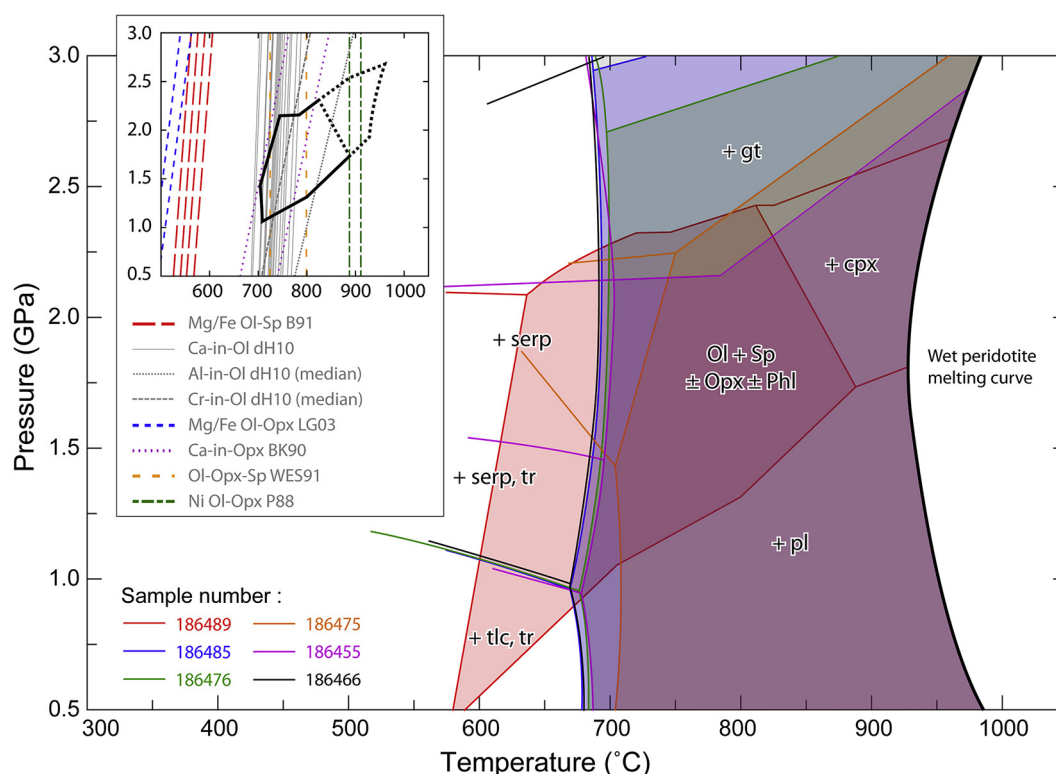 3.0
2.5
2.0
1.5
1.0
0.5
600 700 800 900 1000
Mg/Fe Ol-Sp B91
Ca-in-Ol dH10
Al-in-Ol dH10 (median)
Cr-in-Ol dH10 (median)
Mg/Fe Ol-Opx LG03
Ca-in-Opx BK90
Ol-Opx-Sp WES91
Ni Ol-Opx P88
Pressure (GPa)
3.0
2.5
2.0
1.5
1.0
0.5
+ gt
+ cpx
+ serp
Ol + Sp
± Opx ± Phl
Wet peridotite
melting curve
+ serp, tr
+ pl
+ tlc, tr
Sample number :
186489 186475
186485 186455
186476 186466
300 400 500 600 700 800 900 1000
Temperature (˚C)